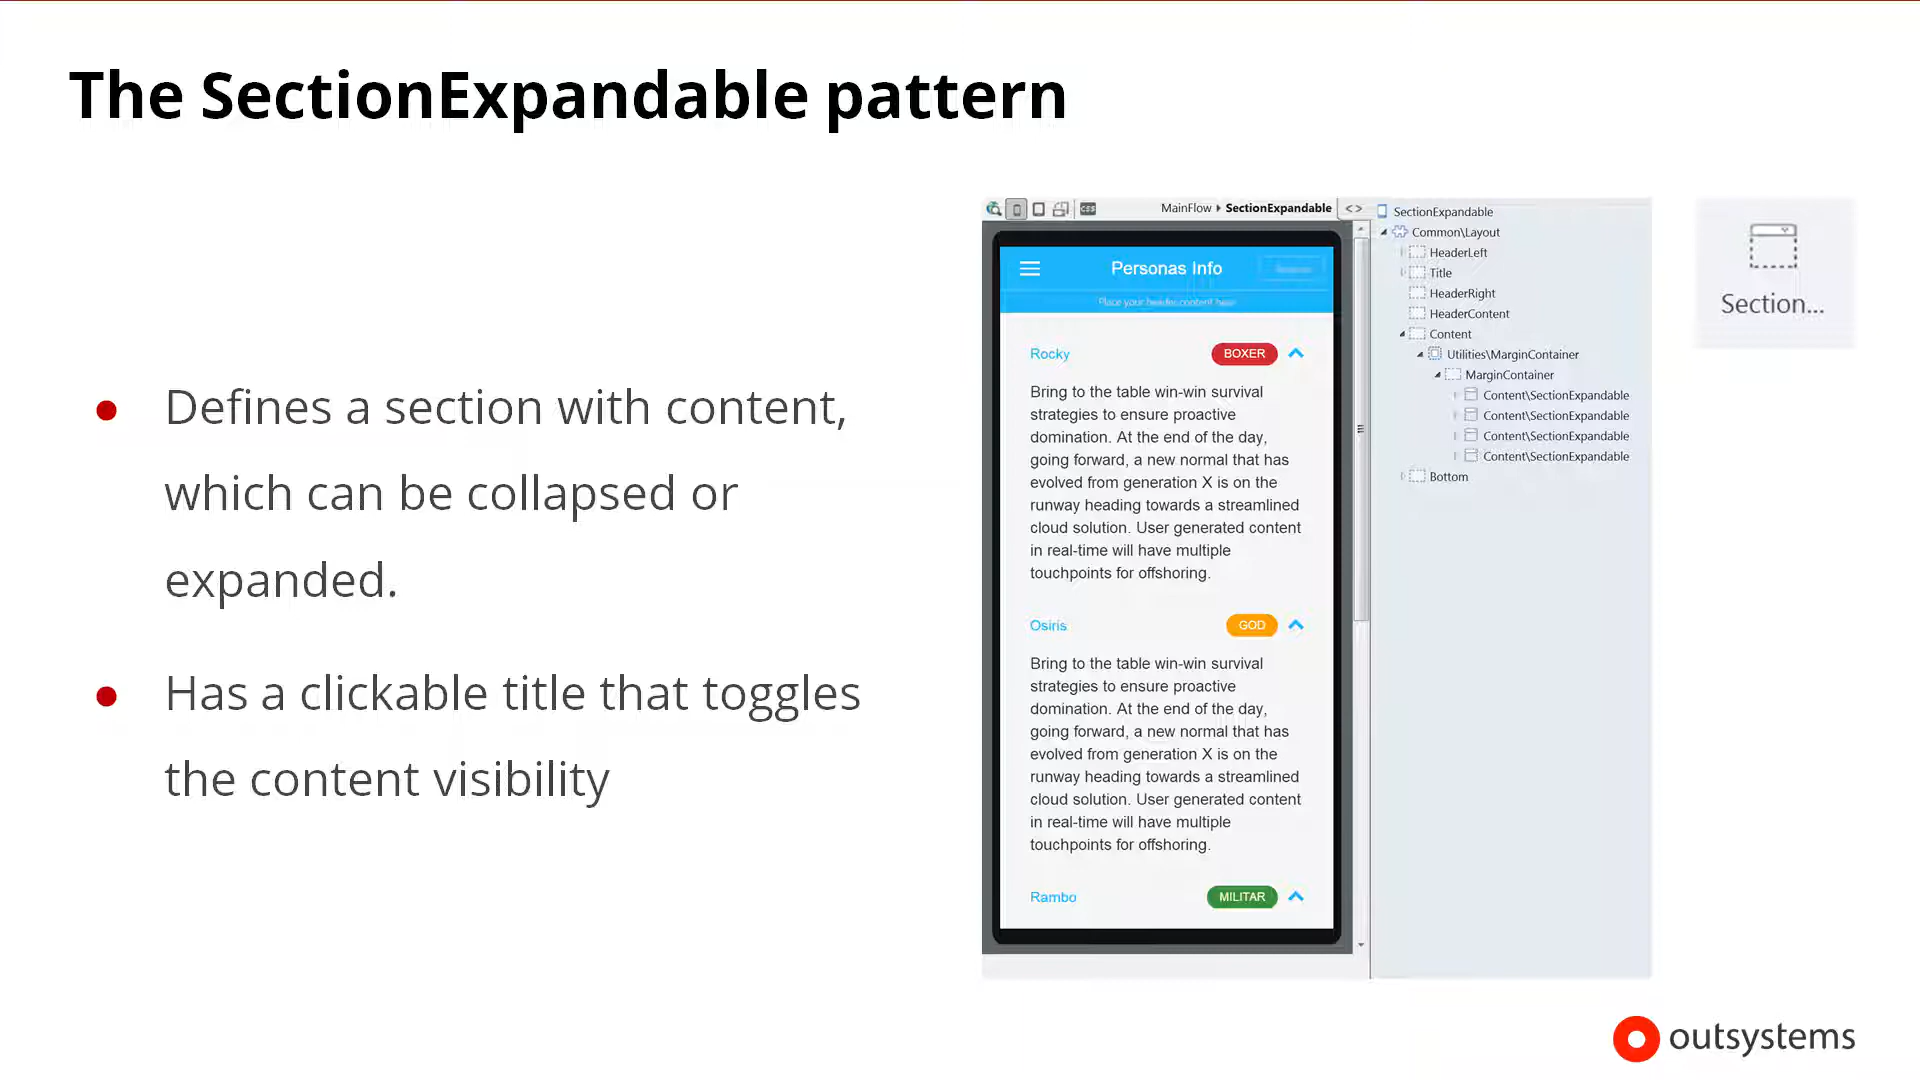 The SectionExpandable pattern
Defines a section with content,
which can be collapsed or
expanded.
Has a clickable title that toggles
the content visibility
CSS
MainFlow SectionExpandable
<>
Personas Info
Place your header content here
Rocky BOXER
Bring to the table win-win survival
strategies to ensure proactive
domination. At the end of the day,
going forward, a new normal that has
evolved from generation X is on the
runway heading towards a streamlined
cloud solution. User generated content
in real-time will have multiple
touchpoints for offshoring.
Osiris GOD
Bring to the table win-win survival
strategies to ensure proactive
domination. At the end of the day,
going forward, a new normal that has
evolved from generation X is on the
runway heading towards a streamlined
cloud solution. User generated content
in real-time will have multiple
touchpoints for offshoring.
Rambo MILITAR
SectionExpandable
Common\Layout
HeaderLeft
Title
HeaderRight
HeaderContent
Content
Utilities\MarginContainer
MarginContainer
Content\SectionExpandable
Content\SectionExpandable
Content\SectionExpandable
Content\SectionExpandable
Bottom
Section...
outsystems